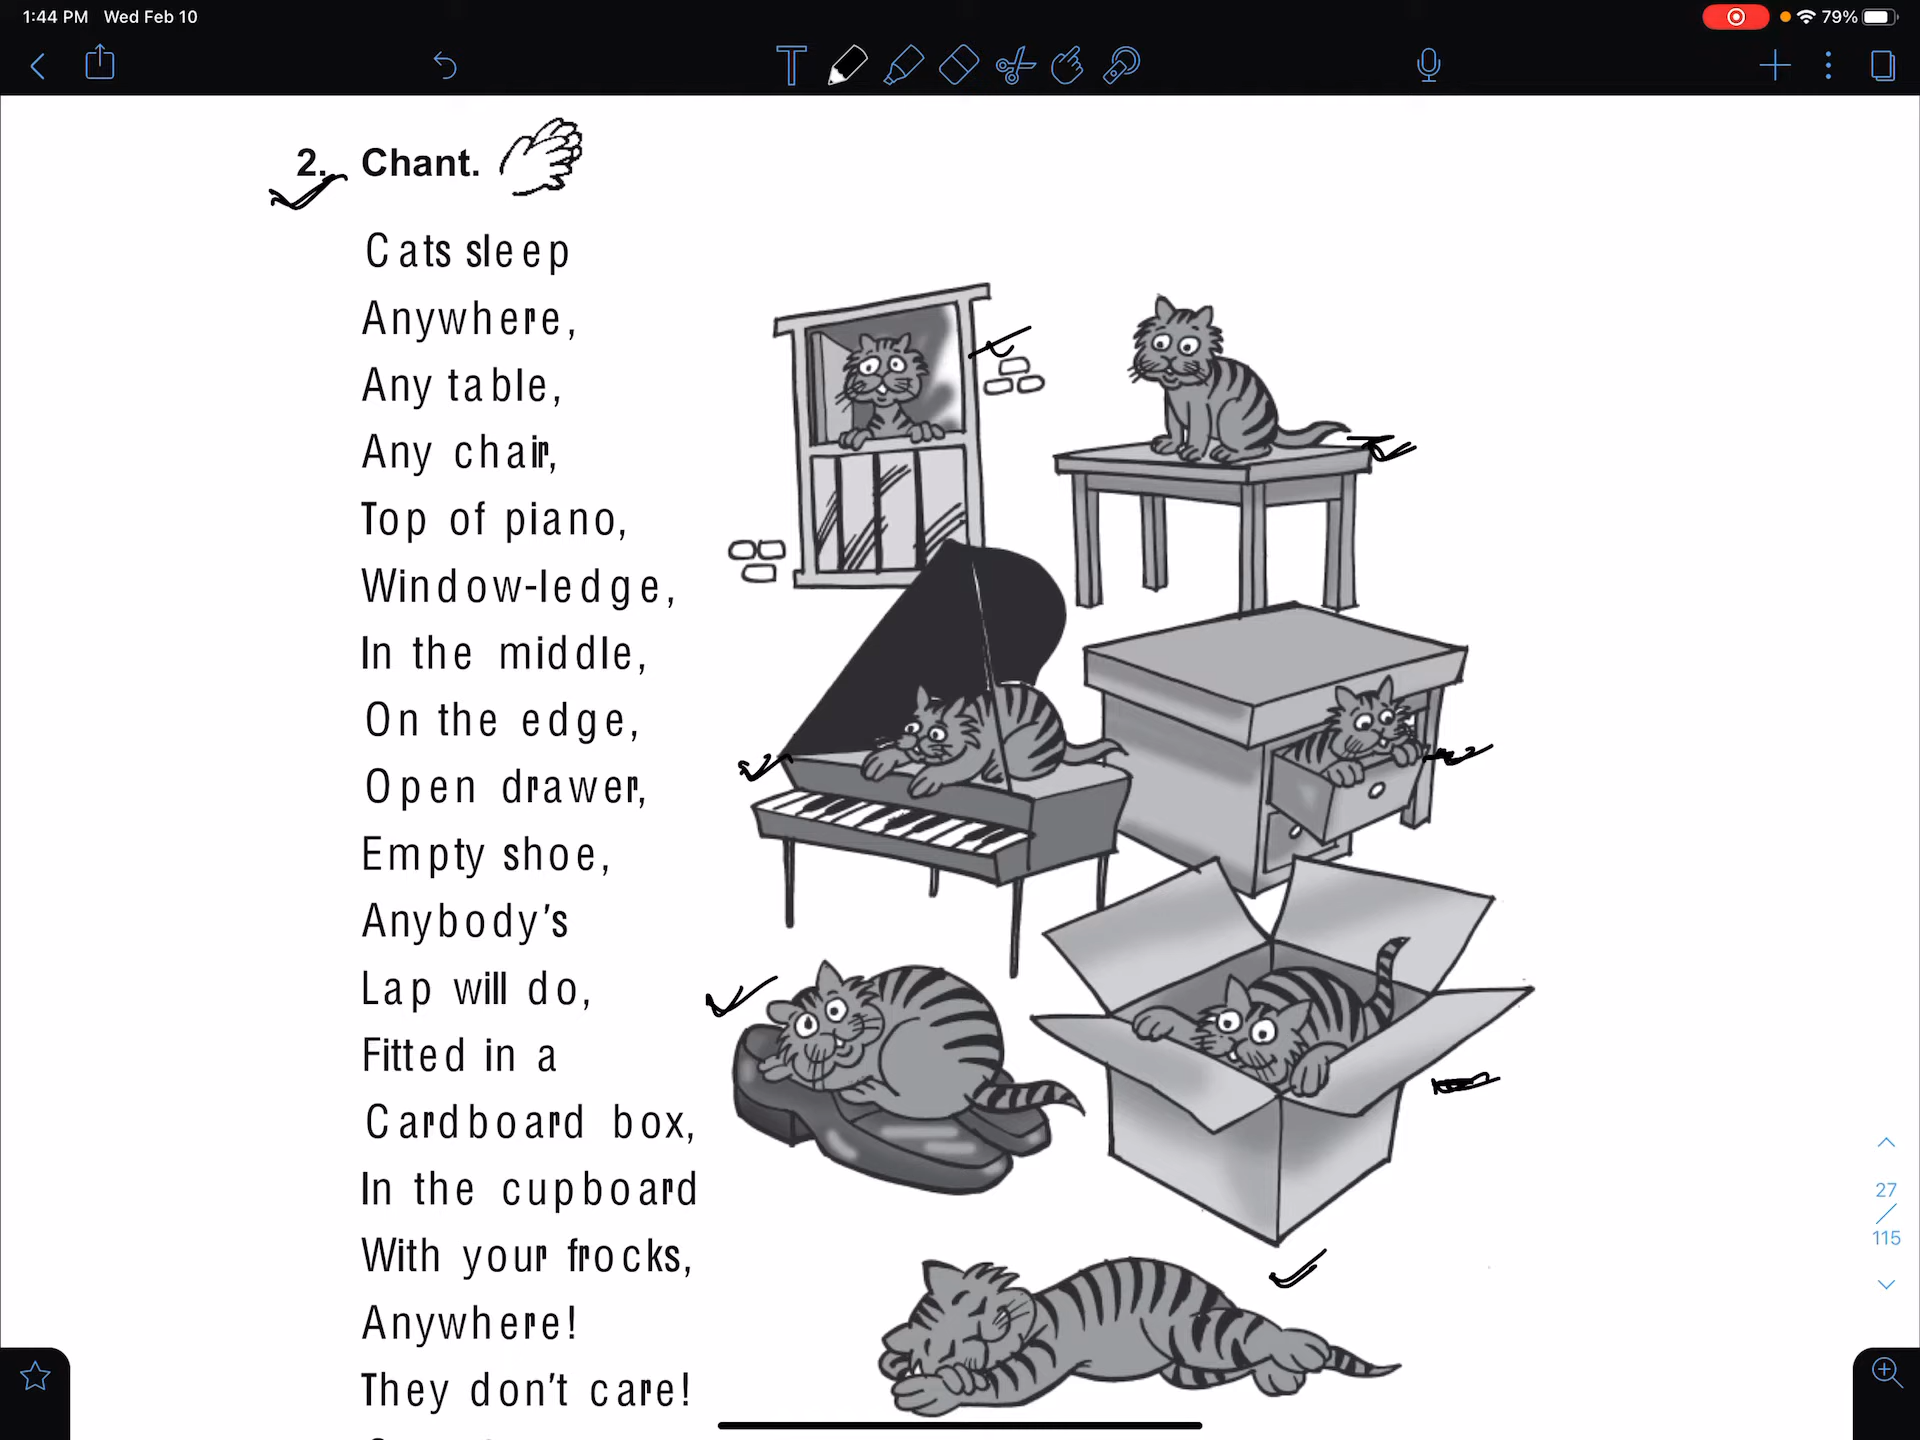 1:44 PM Wed Feb 10
79%
2. Chant.
Cats sleep
Anywhere,
Any table,
Any chair,
Top of piano,
Window-ledge,
In the middle,
On the edge,
Open drawer,
Empty shoe,
Anybody's
Lap will do,
Fitted in a
Cardboard box,
In the cupboard
With your frocks,
Anywhere!
They don't care!
27
/
115